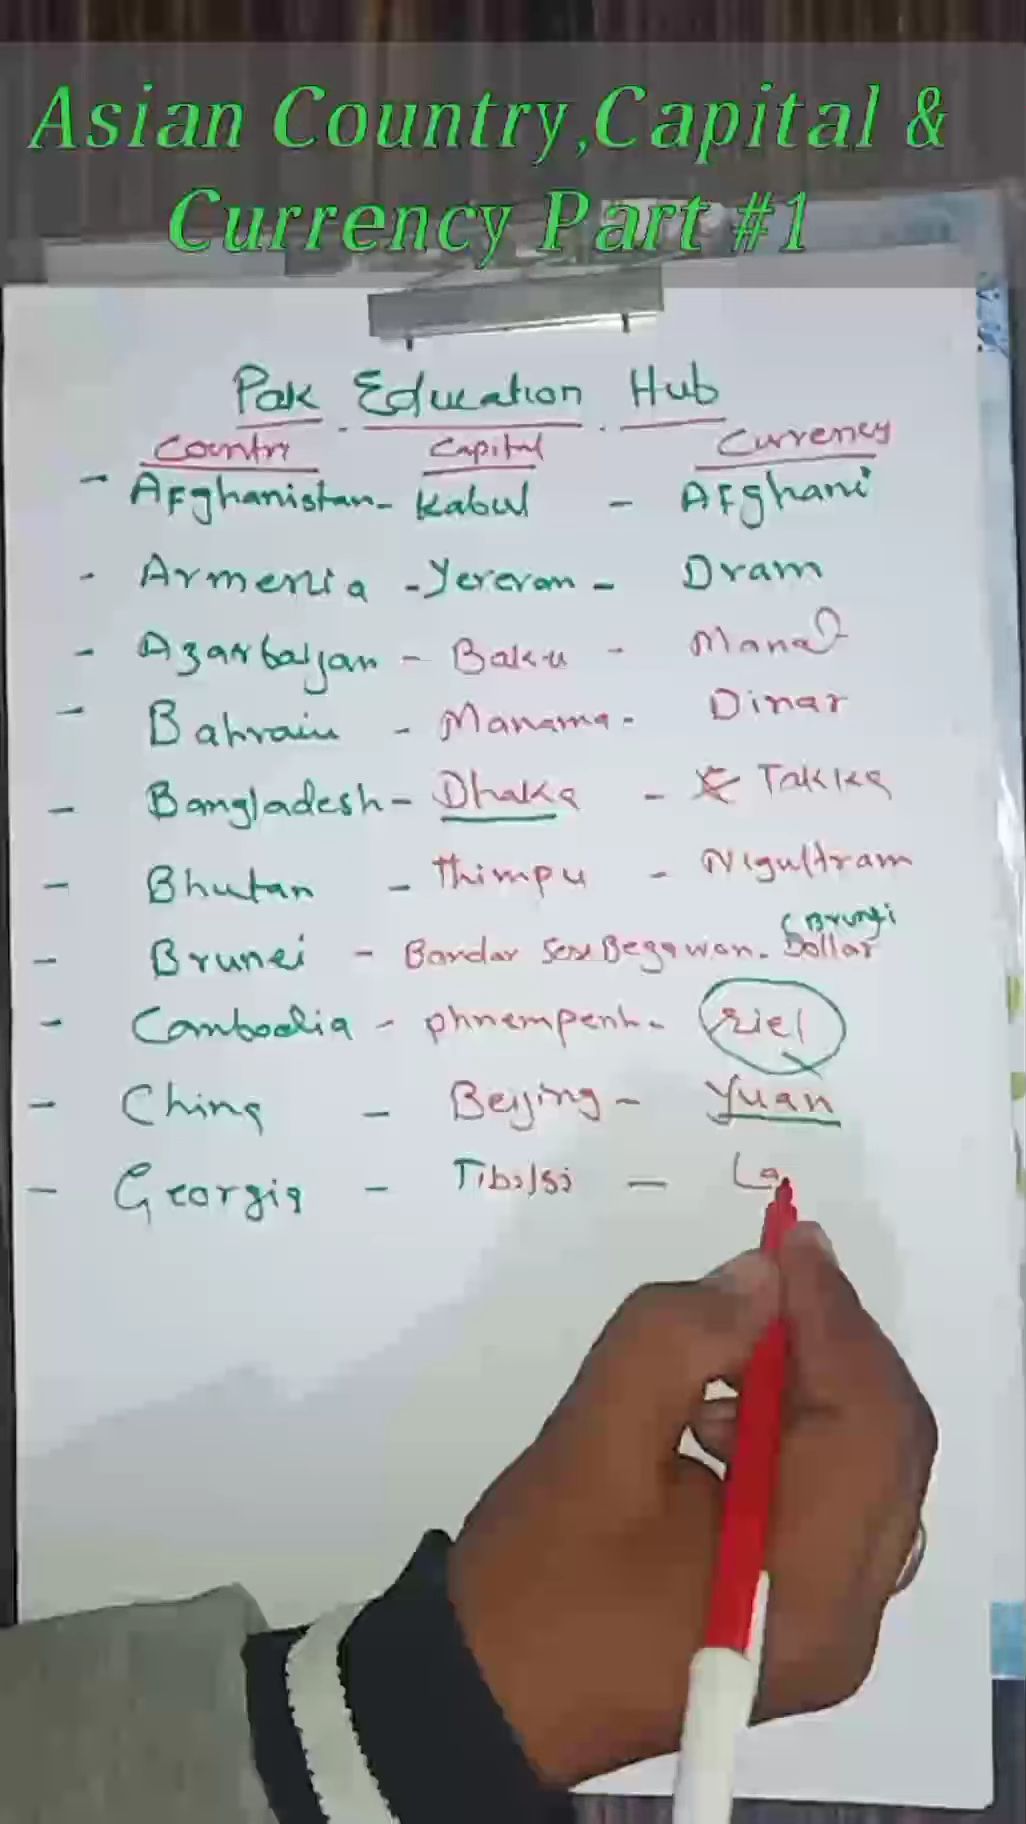 Asian Country,Capital &
Currency Part #1
Pak Education Hub
Country Capital Currency
- Afghanistan - Kabul - Afghani
- Armenia - Yerevan - Dram
- Azarbaijan - Baku - Manat
- Bahrain - Manama - Dinar
- Bangladesh - Dhaka - Takka
- Bhutan - Thimpu - Ngultram
- Brunei - Bandar Seri Begawan. Dollar (Brunei
- Cambodia - phnempenh - riel
- China - Beijing - Yuan
- Georgia - Tibilsi - La